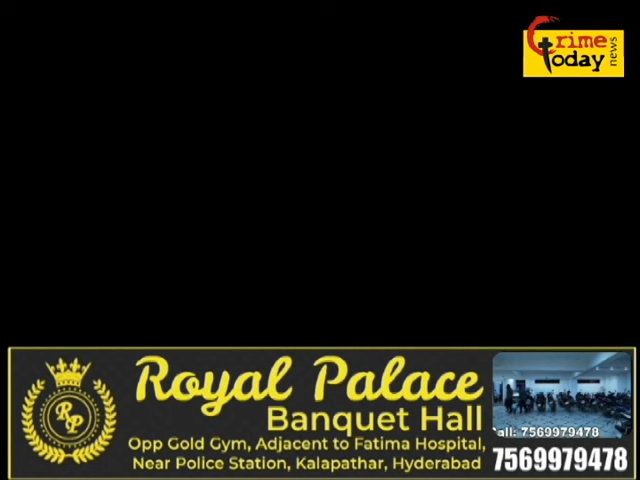 Crime
Today
news
Royal Palace
Banquet Hall
RP
Opp Gold Gym, Adjacent to Fatima Hospital,
Near Police Station, Kalapathar, Hyderabad
all: 7569979478
7569979478